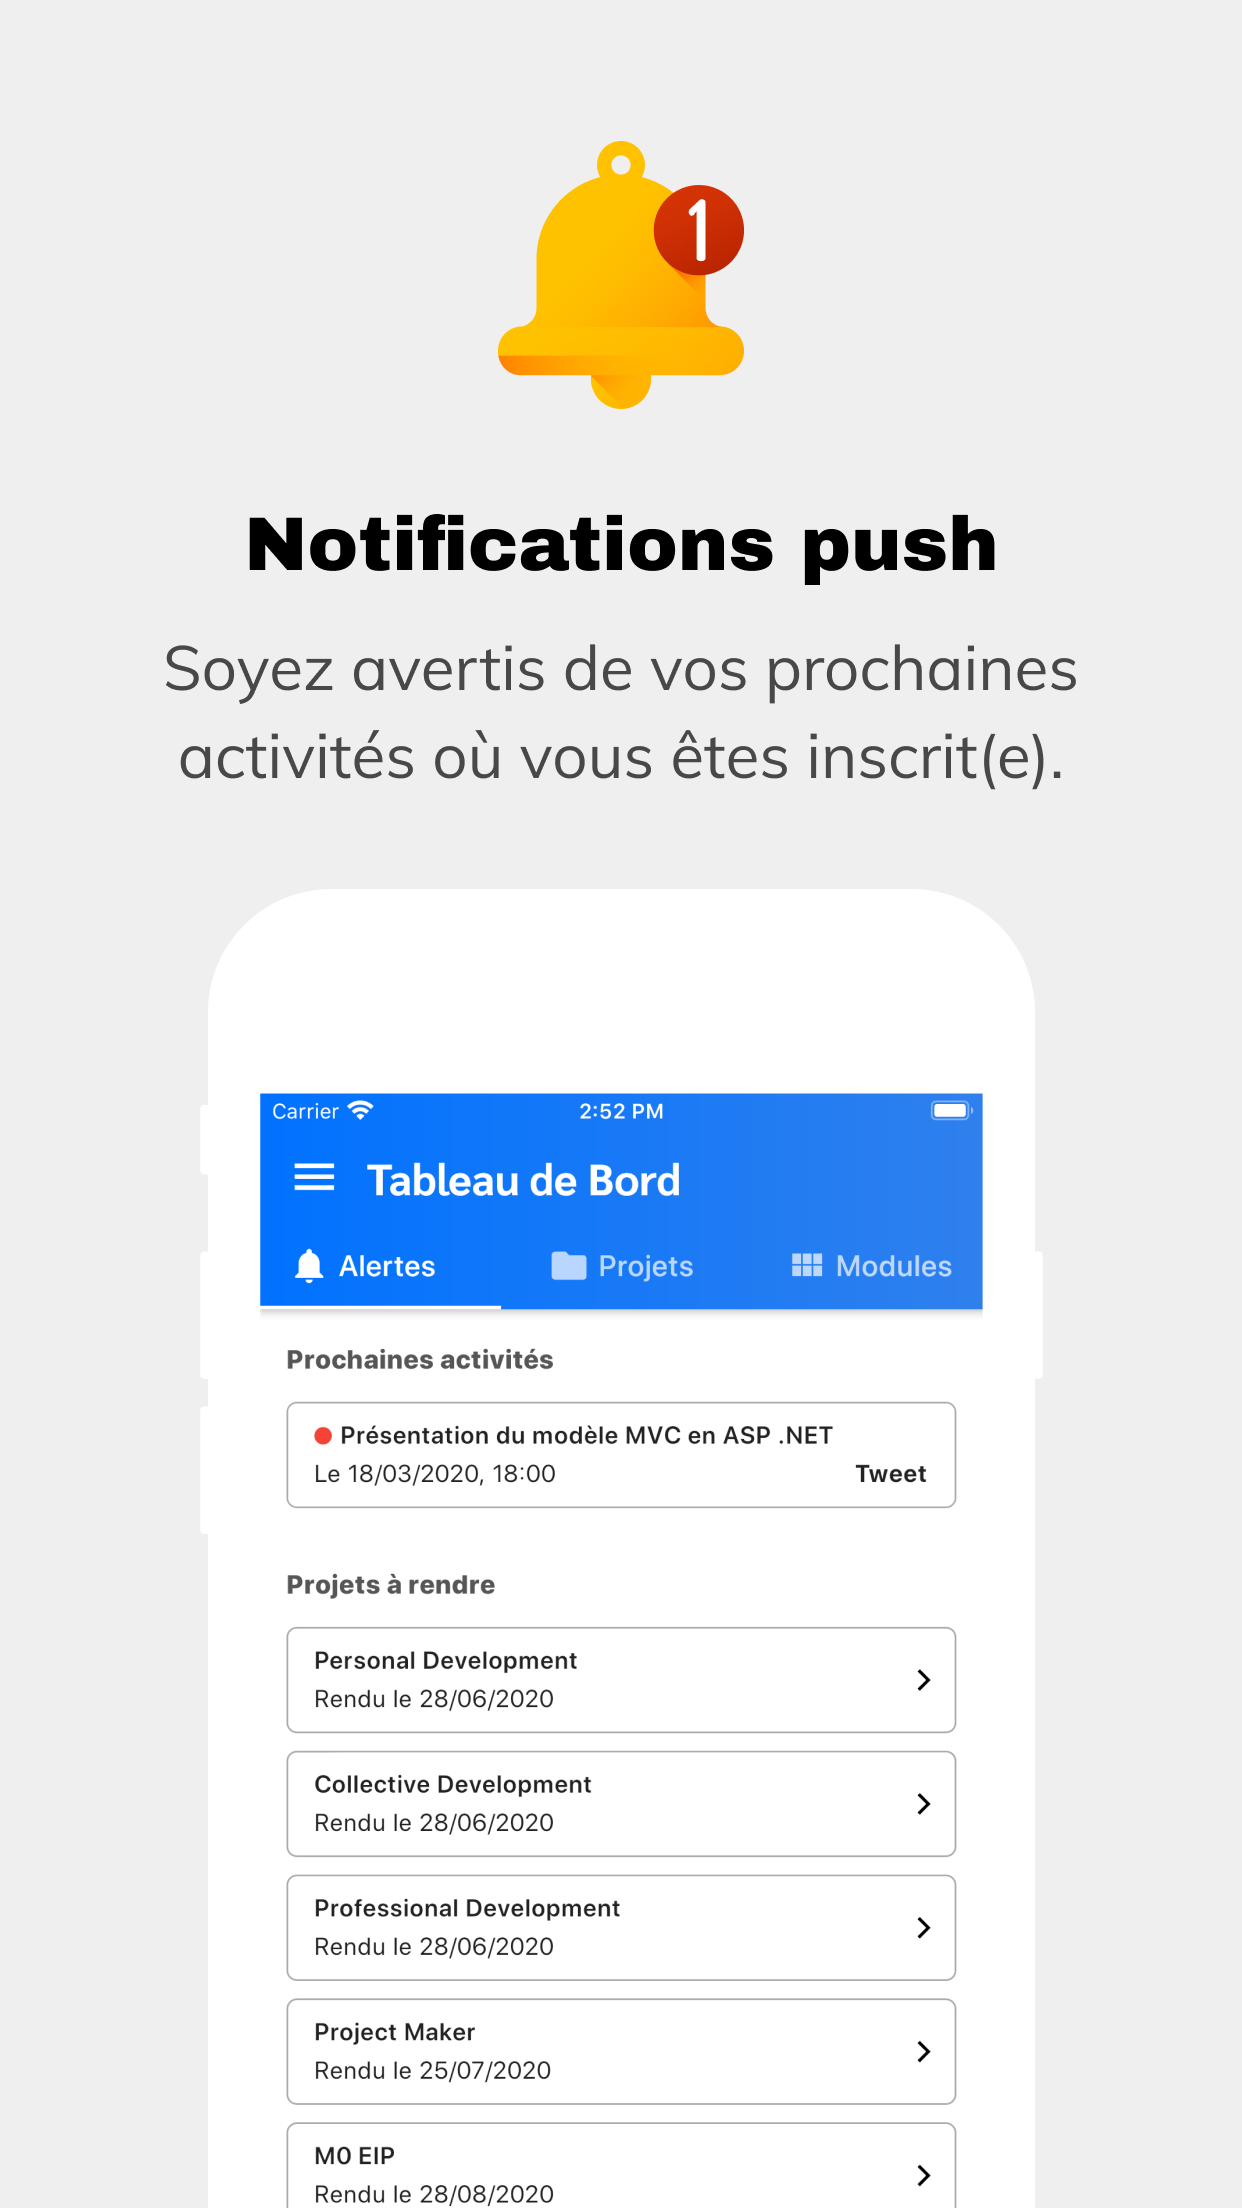 1
Notifications push
Soyez avertis de vos prochaines
activités où vous êtes inscrit(e).
Carrier 2:52 PM
Tableau de Bord
Alertes Projets Modules
Prochaines activités
Présentation du modèle MVC en ASP .NET
Le 18/03/2020, 18:00 Tweet
Projets à rendre
Personal Development
Rendu le 28/06/2020
Collective Development
Rendu le 28/06/2020
Professional Development
Rendu le 28/06/2020
Project Maker
Rendu le 25/07/2020
M0 EIP
Rendu le 28/08/2020